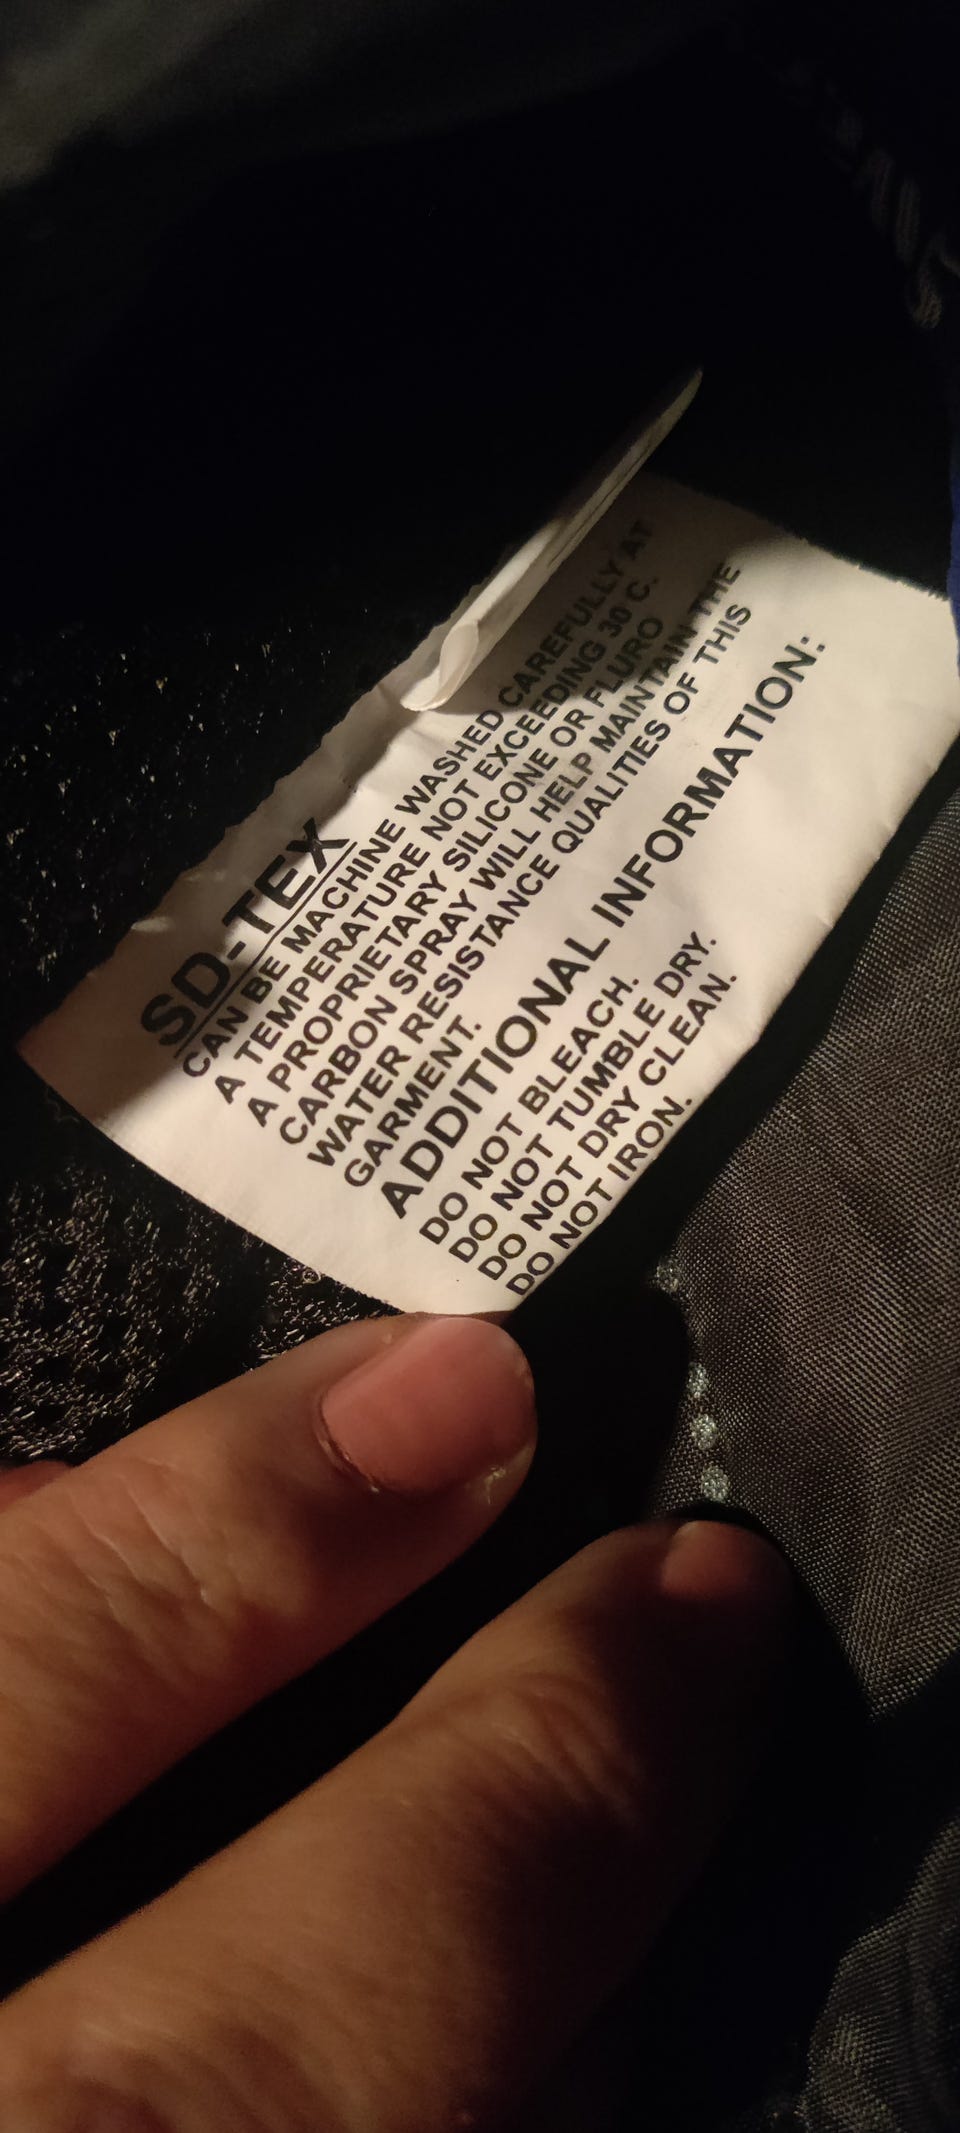 SD-TEX
CAN BE MACHINE WASHED CAREFULLY AT
A TEMPERATURE NOT EXCEEDING 30 C.
A PROPRIETARY SILICONE OR FLURO
CARBON SPRAY WILL HELP MAINTAIN THE
WATER RESISTANCE QUALITIES OF THIS
GARMENT.
ADDITIONAL INFORMATION:
DO NOT BLEACH.
DO NOT TUMBLE DRY.
DO NOT DRY CLEAN.
DO NOT IRON.